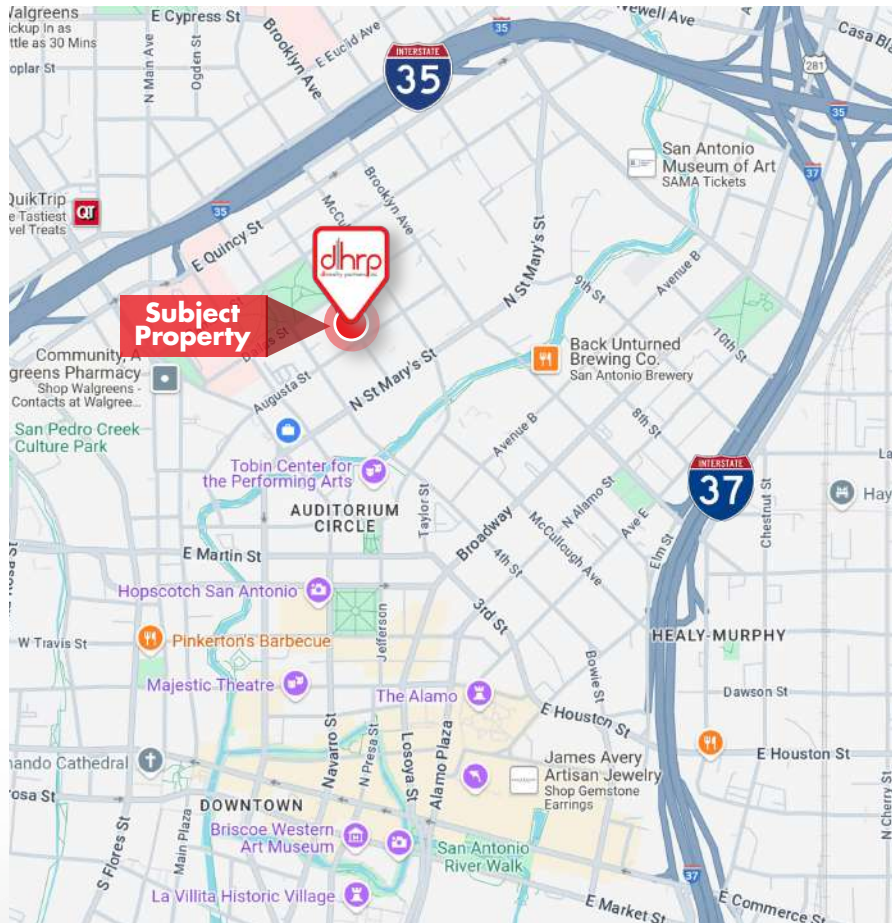 Walgreens
Pickup In as
ttle as 30 Mins
oplar St
E Cypress St
N Main Ave
Ogden St
Brooklyn Ave
E Euclid Ave
INTERSTATE
35
35
Newell Ave
Casa Bla
281
35
37
San Antonio
Museum of Art
SAMA Tickets
QuikTrip
e Tastiest
vel Treats
QT
35
E Quincy St
McCul
Brooklyn Ave
dhrp
N St Mary's St
9th St
Avenue B
10th St
Subject
Property
Augusta St
N St Mary's St
Back Unturned
Brewing Co.
San Antonio Brewery
Community, A
greens Pharmacy
Shop Walgreens -
Contacts at Walgree...
San Pedro Creek
Culture Park
Avenue B
8th St
Tobin Center for
the Performing Arts
AUDITORIUM
CIRCLE
Taylor St
Broadway
N Alamo St
Ave E
McCullough Ave
4th St
INTERSTATE
37
Elm St
Chestnut St
La
Hay
E Martin St
Hopscotch San Antonio
3rd St
Jefferson
W Travis St
Pinkerton's Barbecue
HEALY-MURPHY
Bowie St
Majestic Theatre
The Alamo
Dawson St
E Houston St
E Houston St
nando Cathedral
Navarro St
N Presa St
Losoya St
Alamo Plaza
James Avery
Artisan Jewelry
Shop Gemstone
Earrings
osa St
DOWNTOWN
S Flores St
Main Plaza
Briscoe Western
Art Museum
San Antonio
River Walk
N Cherry St
37
La Villita Historic Village
E Market St
E Commerce St